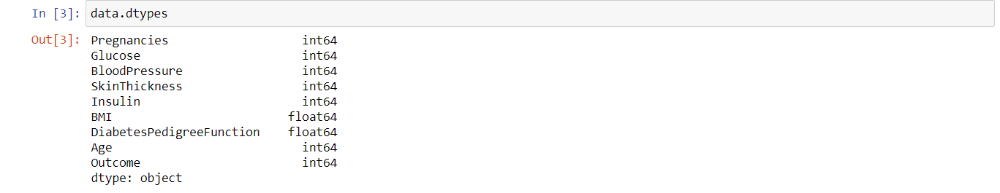 In [3]: data.dtypes
Out[3]: Pregnancies int64
Glucose int64
BloodPressure int64
SkinThickness int64
Insulin int64
BMI float64
DiabetesPedigreeFunction float64
Age int64
Outcome int64
dtype: object